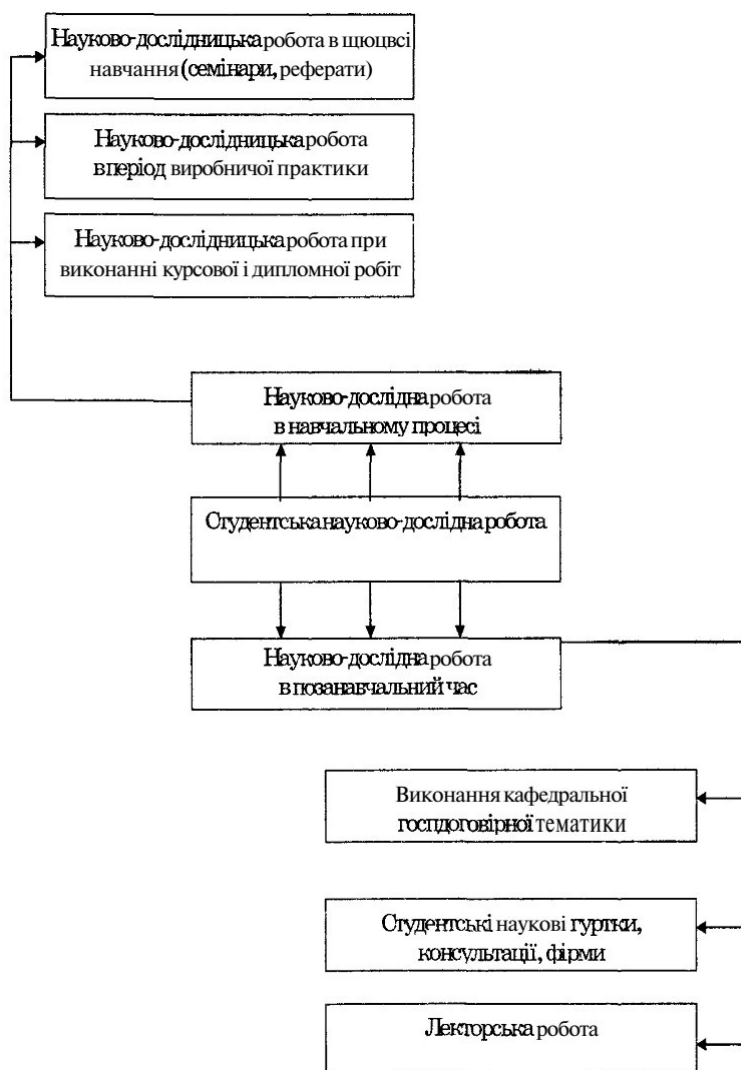 Науково-дослідницька робота в щюцвсі
навчання (семінари, реферати)
Науково-дослідницька робота
в період виробничої практики
Науково-дослідницька робота при
виконанні курсової і дипломної робіт
Науково-дослідна робота
в навчальному процесі
Студентська науково-дослідна робота
Науково-дослідна робота
в позанавчальний час
Виконання кафедральної
госпдоговірної тематики
Студентські наукові гуртки,
консультації, фірми
Лекторська робота